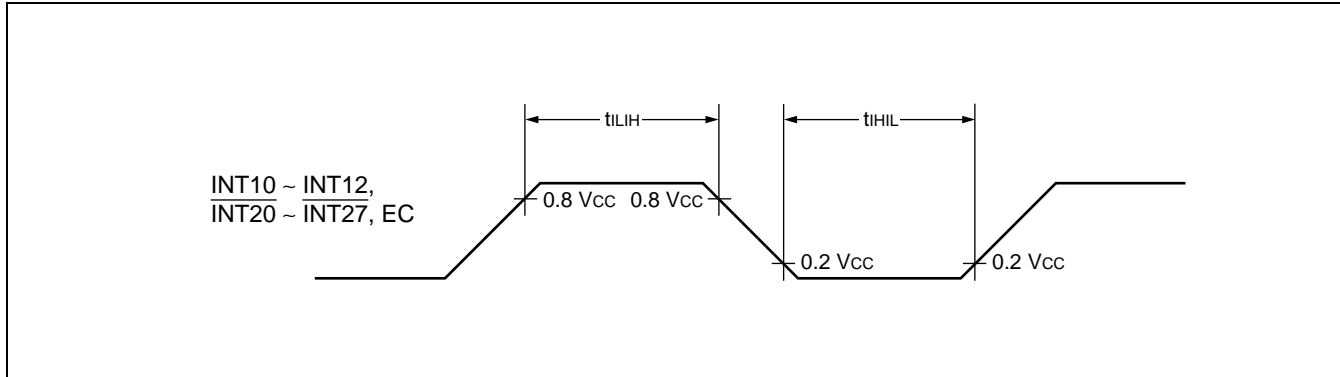 tILIH
tIHIL
INT10 ~ INT12,
INT20 ~ INT27, EC
0.8 VCC
0.8 VCC
0.2 VCC
0.2 VCC